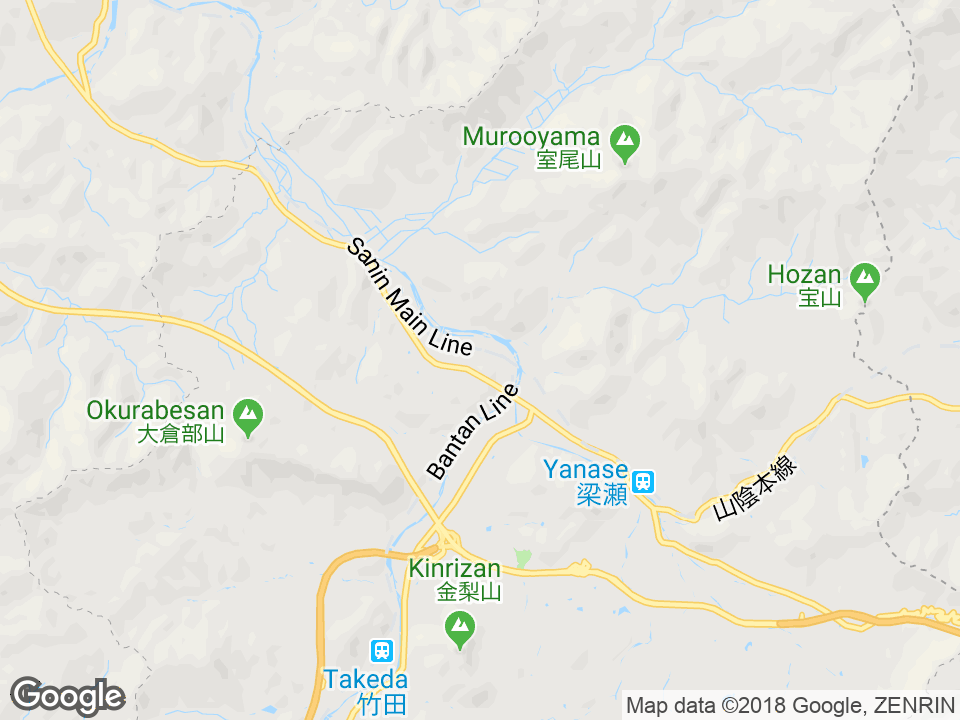 Murooyama
室尾山
Hozan
宝山
Sanin Main Line
Okurabesan
大倉部山
Bantan Line
Yanase
梁瀬
山陰本線
Kinrizan
金梨山
Takeda
竹田
Google
Map data ©2018 Google, ZENRIN